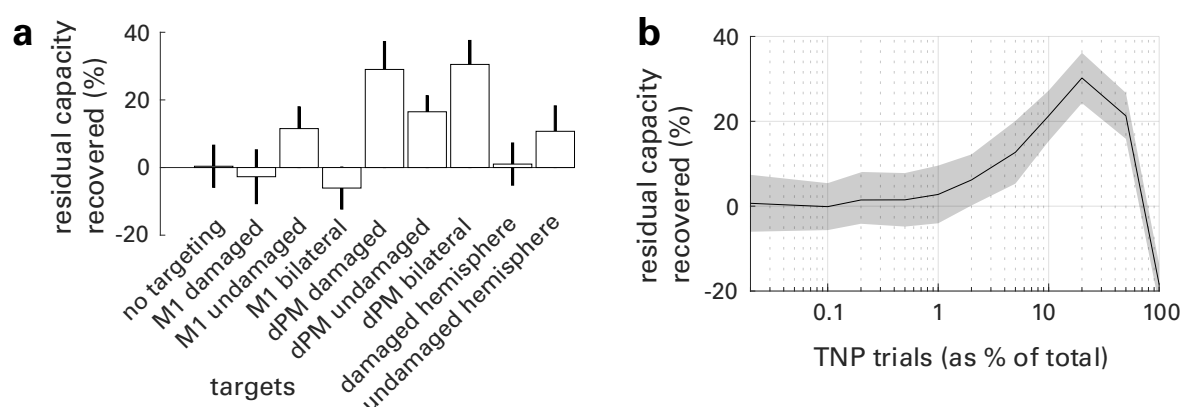 a
residual capacity
recovered (%)
40
20
0
-20
no targeting
M1 damaged
M1 undamaged
M1 bilateral
dPM damaged
dPM undamaged
dPM bilateral
damaged hemisphere
undamaged hemisphere
targets
b
residual capacity
recovered (%)
40
20
0
-20
0.1
1
10
100
TNP trials (as % of total)